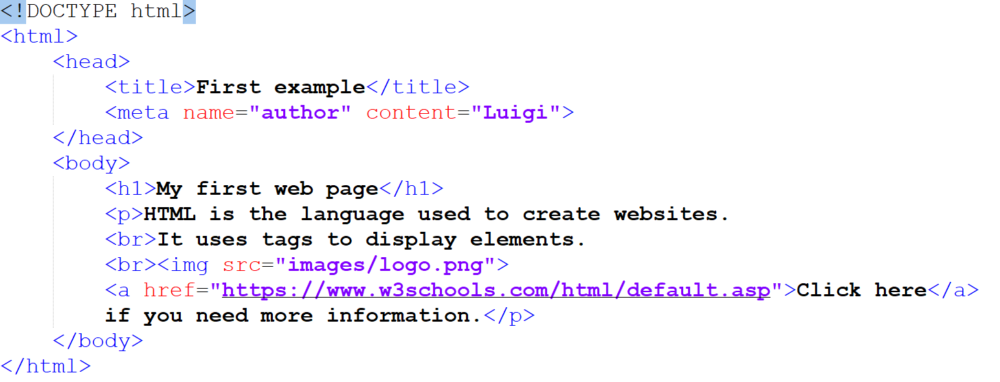 <!DOCTYPE html>
<html>
    <head>
        <title>First example</title>
        <meta name="author" content="Luigi">
    </head>
    <body>
        <h1>My first web page</h1>
        <p>HTML is the language used to create websites.
        <br>It uses tags to display elements.
        <br><img src="images/logo.png">
        <a href="https://www.w3schools.com/html/default.asp">Click here</a>
        if you need more information.</p>
    </body>
</html>